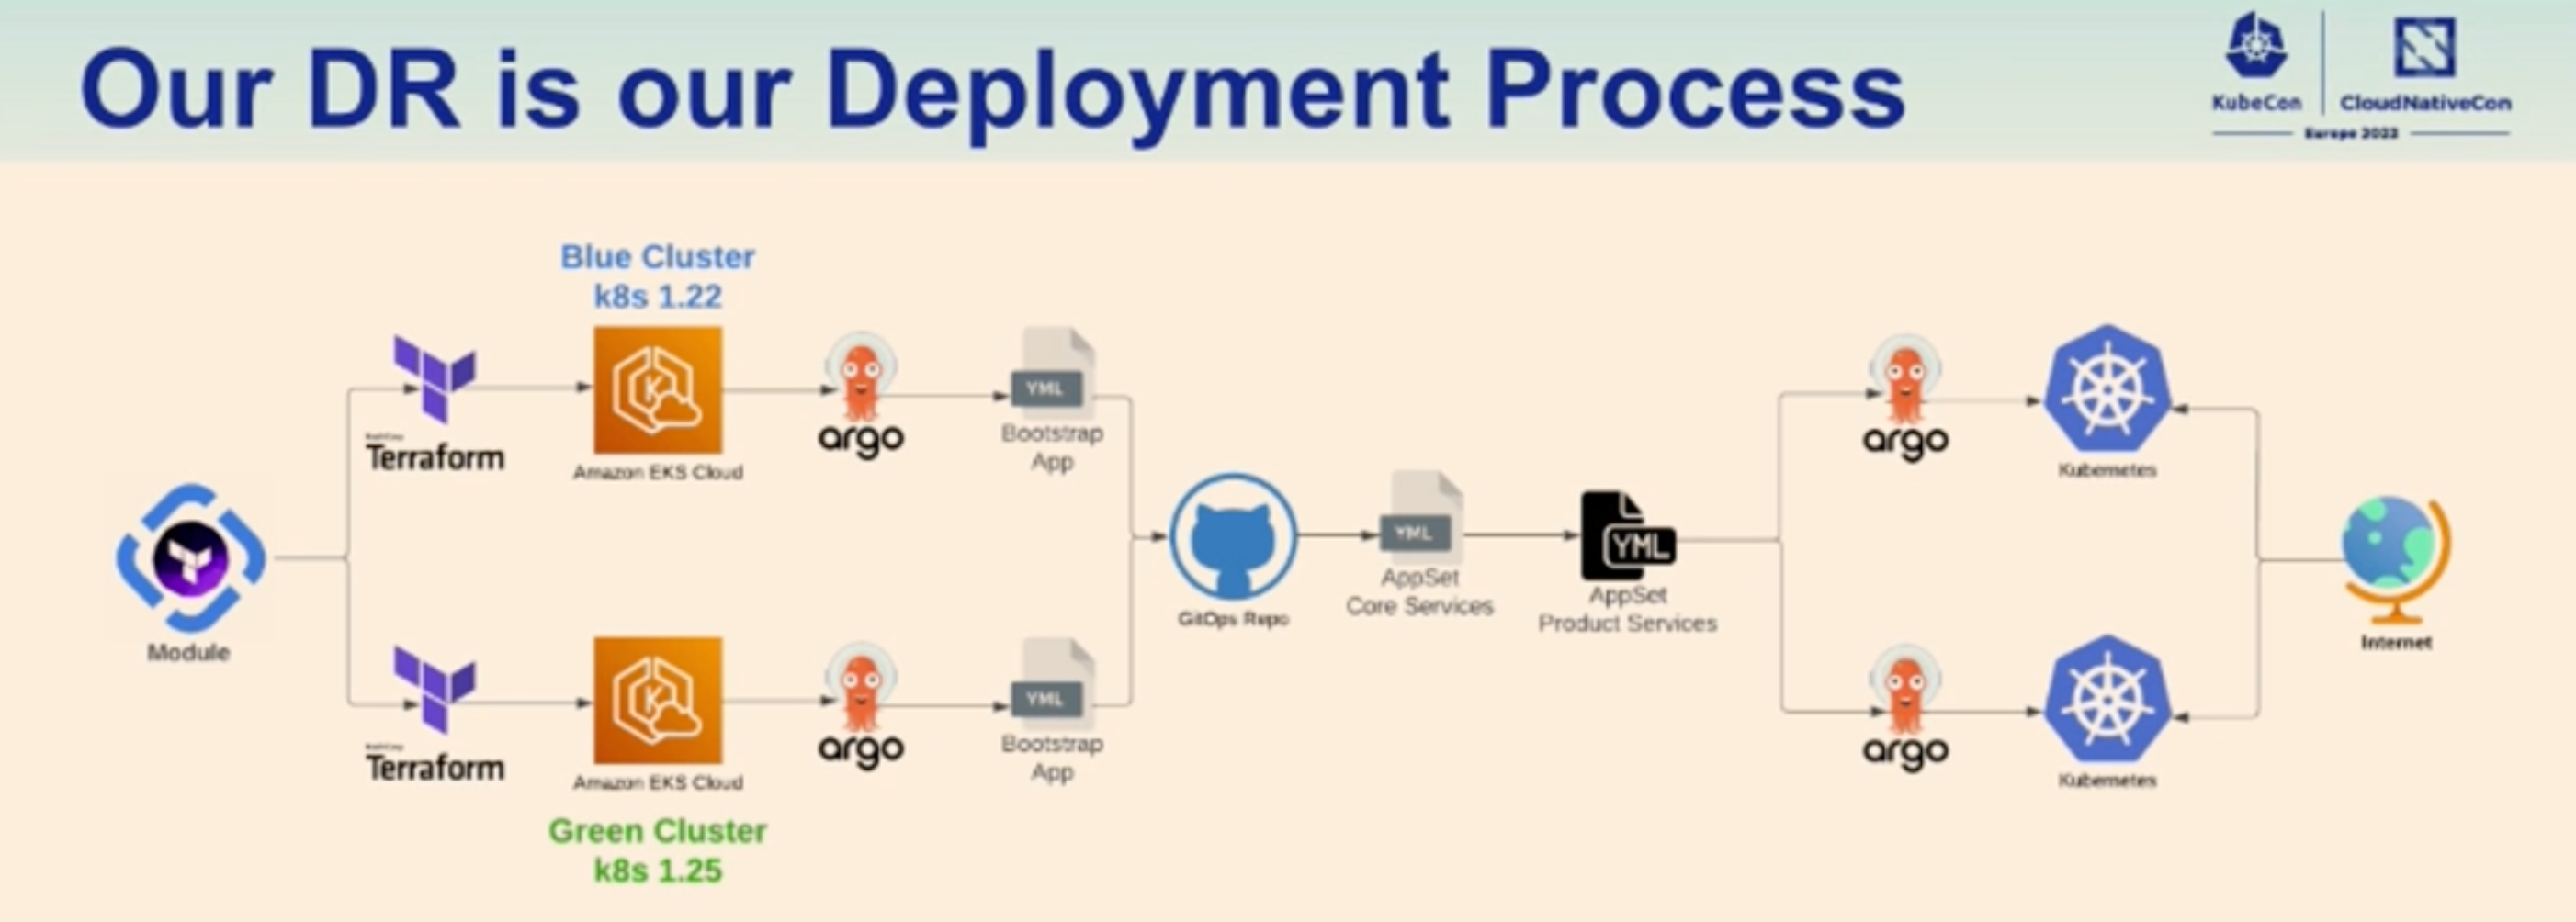 Our DR is our Deployment Process
KubeCon
CloudNativeCon
Europe 2023
Blue Cluster
k8s 1.22
Terraform
Amazon EKS Cloud
argo
YML
Bootstrap
App
argo
Kubernetes
Module
GitOps Repo
YML
AppSet
Core Services
YML
AppSet
Product Services
Internet
Terraform
Amazon EKS Cloud
argo
YML
Bootstrap
App
argo
Kubernetes
Green Cluster
k8s 1.25